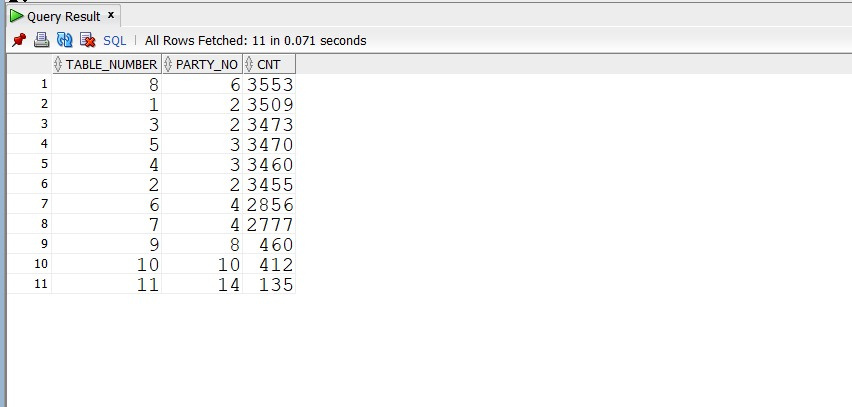 Query Result x
SQL | All Rows Fetched: 11 in 0.071 seconds
TABLE_NUMBER PARTY_NO CNT
1 8 6 3553
2 1 2 3509
3 3 2 3473
4 5 3 3470
5 4 3 3460
6 2 2 3455
7 6 4 2856
8 7 4 2777
9 9 8 460
10 10 10 412
11 11 14 135